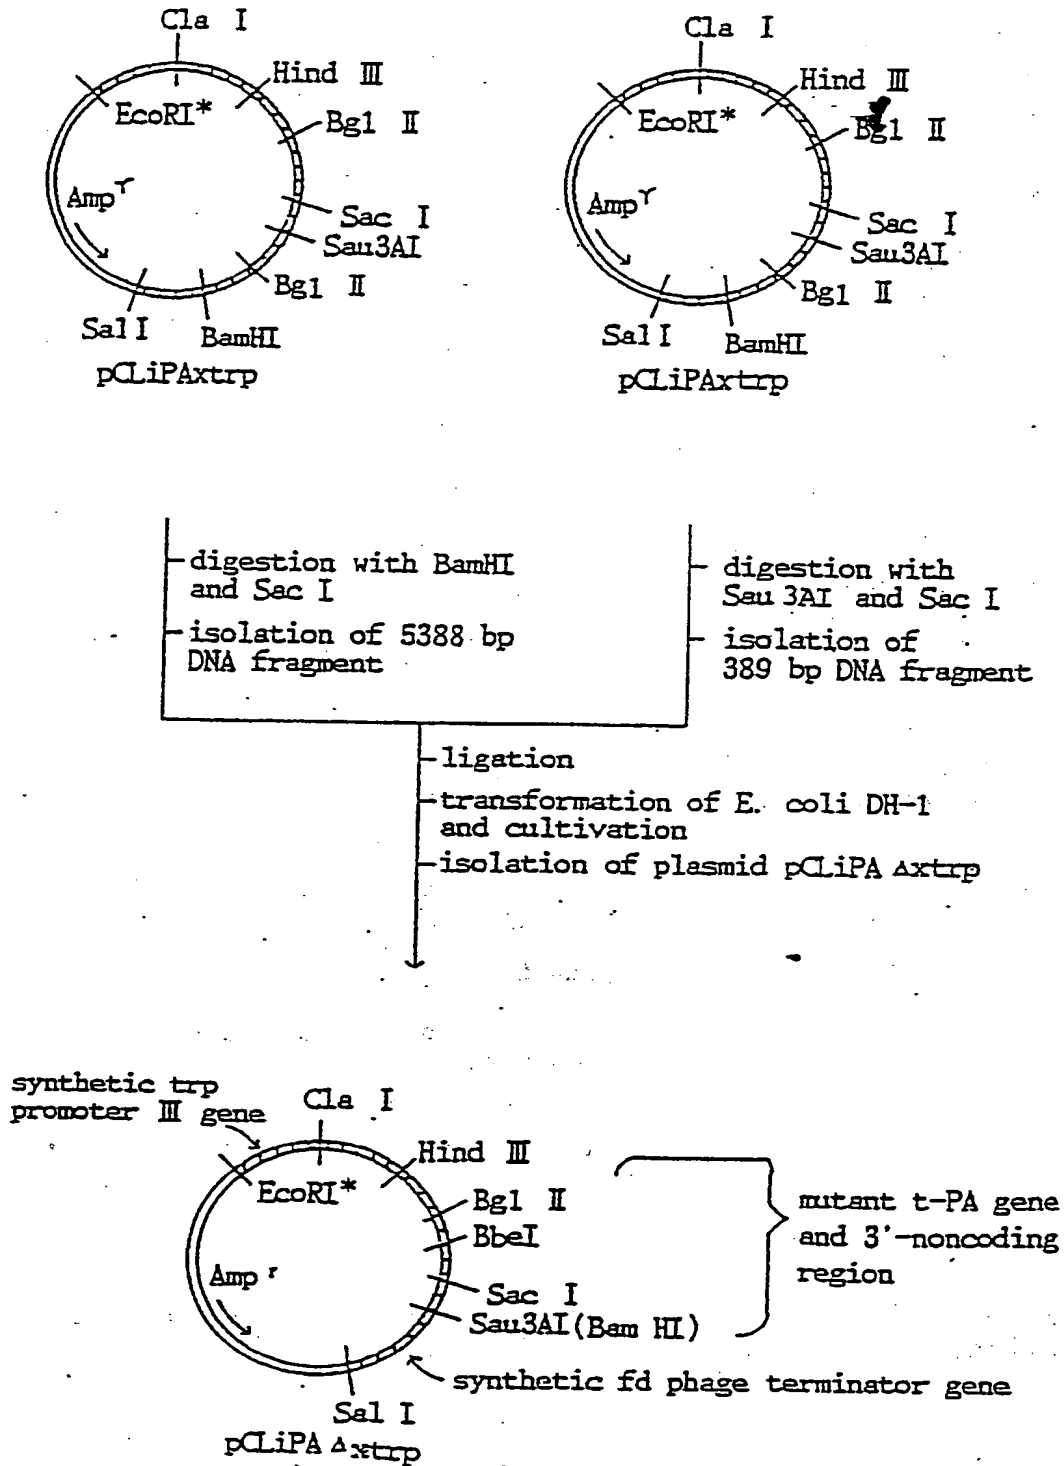 Cla I
Hind III
EcoRI*
Bgl II
Amp r
Sac I
Sau3AI
Bgl II
Sal I
BamHI
pCLiPAxtrp
Cla I
Hind III
EcoRI*
Bgl II
Amp r
Sac I
Sau3AI
Bgl II
Sal I
BamHI
pCLiPAxtrp
digestion with BamHI
and Sac I
isolation of 5388 bp
DNA fragment
digestion with
Sau 3AI and Sac I
isolation of
389 bp DNA fragment
ligation
transformation of E. coli DH-1
and cultivation
isolation of plasmid pCLiPA Δxtrp
synthetic trp
promoter III gene
Cla I
Hind III
EcoRI*
Bgl II
BbeI
Amp r
Sac I
Sau3AI(Bam HI)
mutant t-PA gene
and 3'-noncoding
region
synthetic fd phage terminator gene
Sal I
pCLiPA Δxtrp